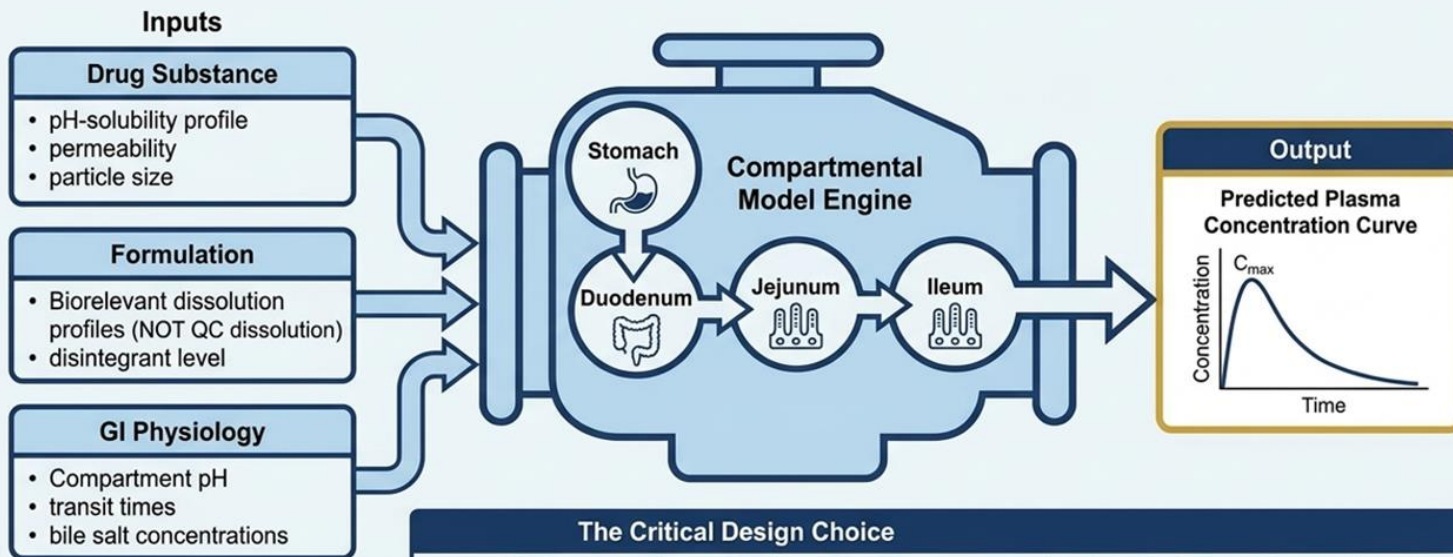 Inputs
Drug Substance
• pH-solubility profile
• permeability
• particle size
Formulation
• Biorelevant dissolution
profiles (NOT QC dissolution)
• disintegrant level
GI Physiology
• Compartment pH
• transit times
• bile salt concentrations
Stomach
Compartmental
Model Engine
Duodenum
Jejunum
Ileum
Output
Predicted Plasma
Concentration Curve
Cmax
Concentration
Time
The Critical Design Choice